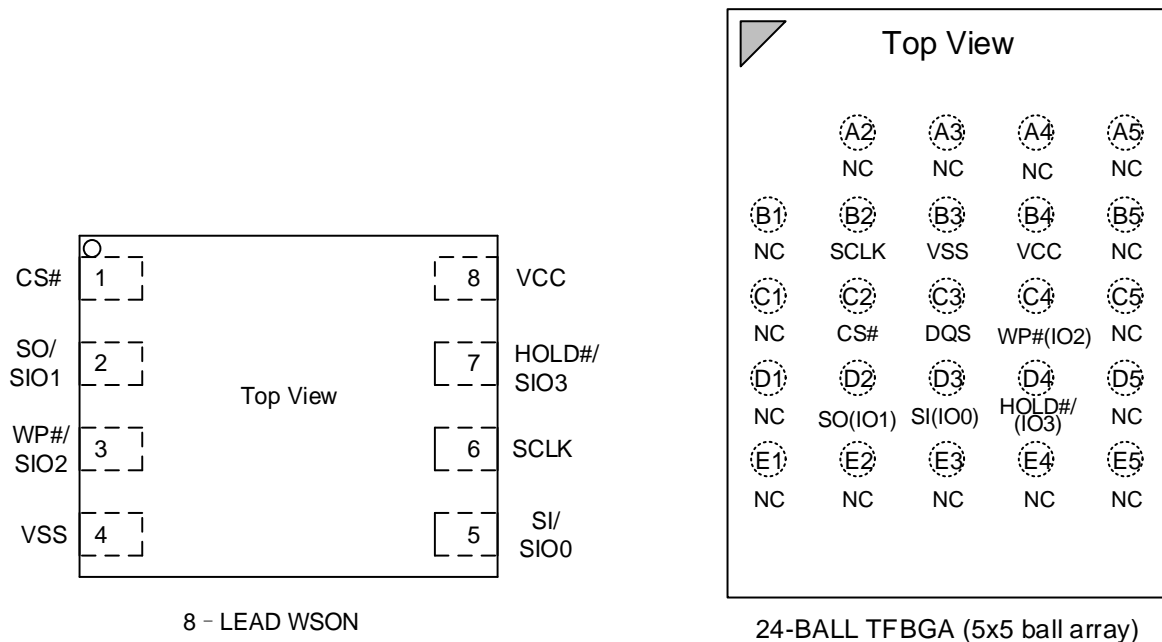 CS# 1 8 VCC
SO/
SIO1 2 7 HOLD#/
SIO3
Top View
WP#/
SIO2 3 6 SCLK
VSS 4 5 SI/
SIO0
8 - LEAD WSON
Top View
A2 A3 A4 A5
NC NC NC NC
B1 B2 B3 B4 B5
NC SCLK VSS VCC NC
C1 C2 C3 C4 C5
NC CS# DQS WP#(IO2) NC
D1 D2 D3 D4 D5
NC SO(IO1) SI(IO0) HOLD#/
(IO3) NC
E1 E2 E3 E4 E5
NC NC NC NC NC
24-BALL TFBGA (5x5 ball array)